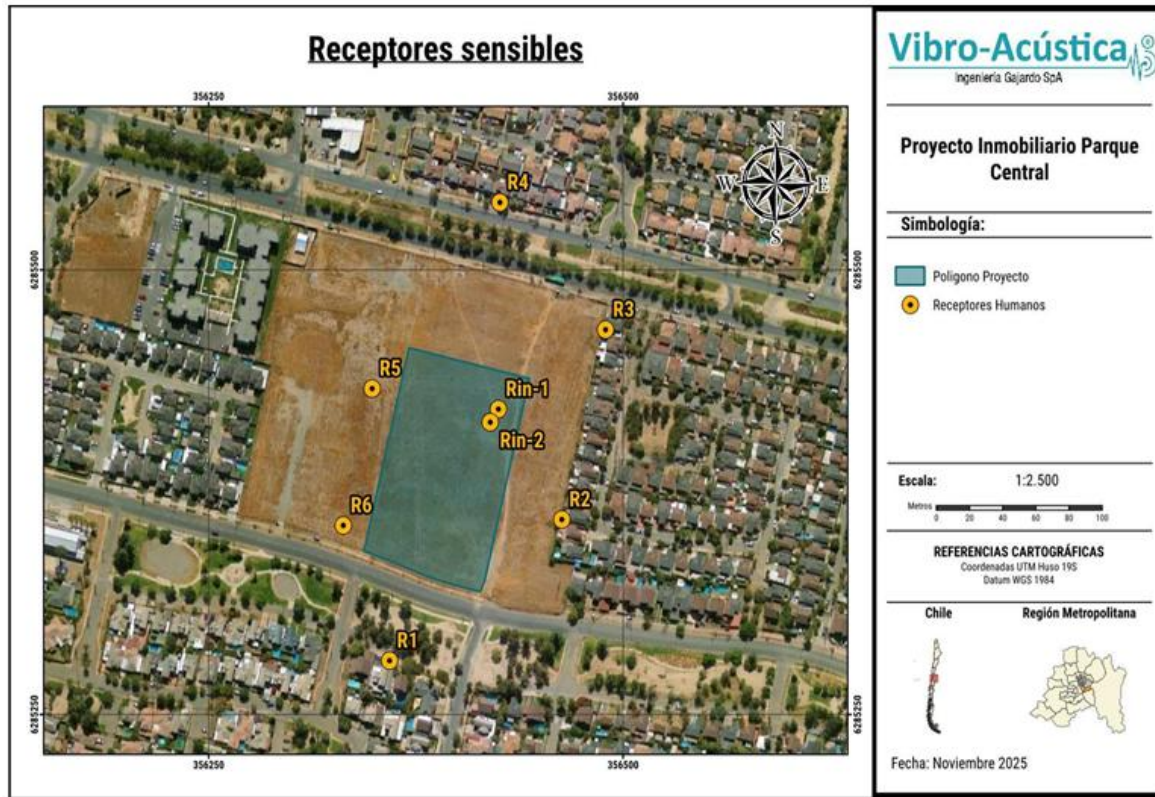 Receptores sensibles
356250
356500
6285500
6285500
N
W
E
S
R4
R3
R5
Rin-1
Rin-2
R6
R2
R1
6285250
6285250
356250
356500
Vibro-Acústica
Ingeniería Gajardo SpA
Proyecto Inmobiliario Parque
Central
Simbología:
Poligono Proyecto
Receptores Humanos
Escala: 1:2.500
Metros
0 20 40 60 80 100
REFERENCIAS CARTOGRÁFICAS
Coordenadas UTM Huso 19S
Datum WGS 1984
Chile Región Metropolitana
Fecha: Noviembre 2025